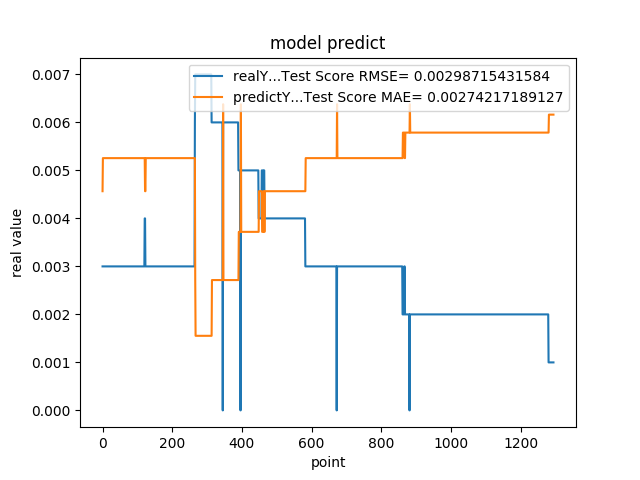 model predict
realY...Test Score RMSE= 0.00298715431584
predictY...Test Score MAE= 0.00274217189127
real value
0.007
0.006
0.005
0.004
0.003
0.002
0.001
0.000
0 200 400 600 800 1000 1200
point